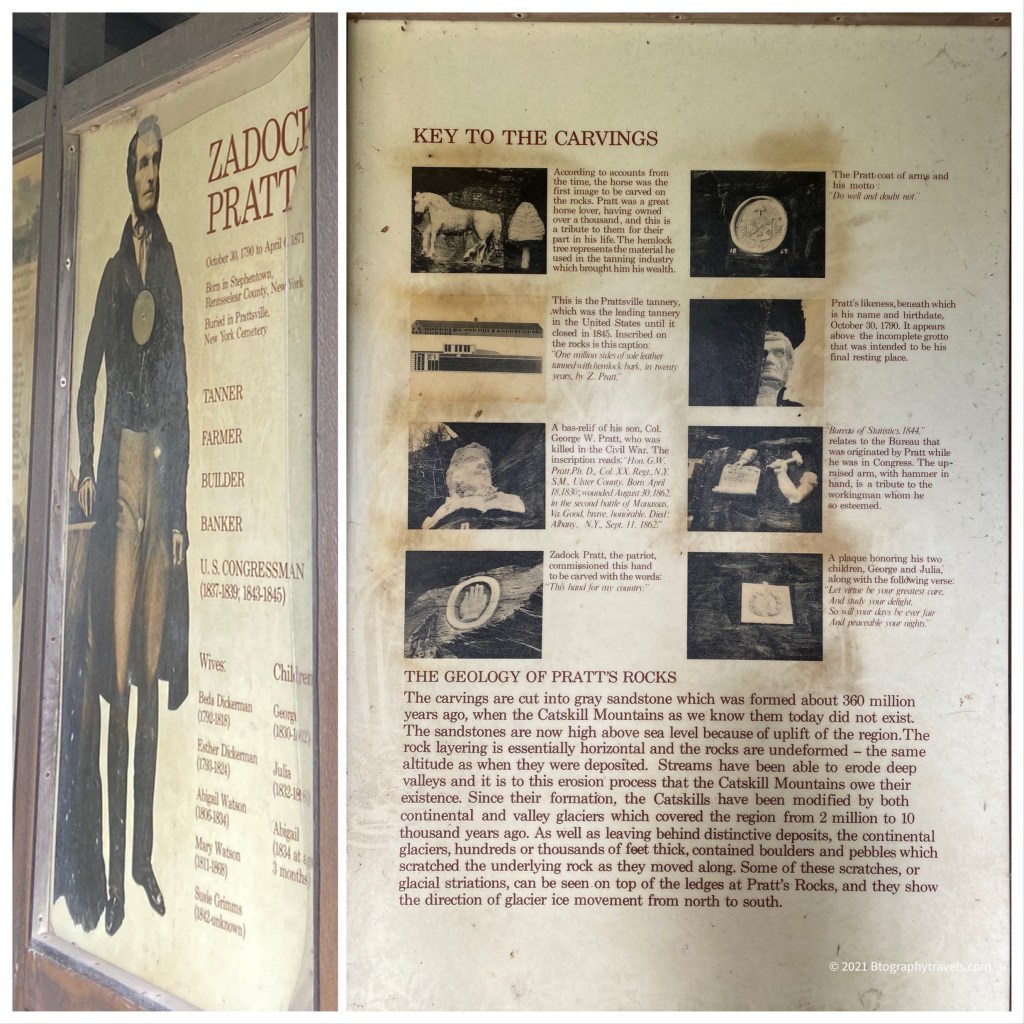 ZADOCK
PRATT
October 30, 1790 to April 6, 1871
Born in Stephentown,
Rensselear County, New York
Buried in Prattsville,
New York Cemetery
TANNER
FARMER
BUILDER
BANKER
U. S. CONGRESSMAN
(1837-1839; 1843-1845)
Wives:
Beda Dickerman
(1792-1818)
Esther Dickerman
(1793-1824)
Abigail Watson
(1806-1834)
Mary Watson
(1811-1868)
Susie Grimms
(1842-unknown)
Children
George
Julia
Abigail
(1834 at age
3 months)
KEY TO THE CARVINGS
According to accounts from
the time, the horse was the
first image to be carved on
the rocks. Pratt was a great
horse lover, having owned
over a thousand, and this is
a tribute to them for their
part in his life. The hemlock
tree represents the material he
used in the tanning industry
which brought him his wealth.
This is the Prattsville tannery,
which was the leading tannery
in the United States until it
closed in 1845. Inscribed on
the rocks is this caption:
"One million sides of sole leather
tanned with hemlock bark, in twenty
years, by Z. Pratt."
A bas-relif of his son, Col.
George W. Pratt, who was
killed in the Civil War. The
inscription reads: "Hon. G.W.
Pratt, Ph. D., Col. XX. Regt., N.Y.
S.M., Ulster County. Born April
18, 1830; wounded August 30, 1862,
in the second battle of Manassus,
Va. Good, brave, honorable. Died:
Albany, N.Y., Sept. 11, 1862."
Zadock Pratt, the patriot,
commissioned this hand
to be carved with the words:
"This hand for my country."
The Pratt coat of arms and
his motto :
"Do well and doubt not."
Pratt's likeness, beneath which
is his name and birthdate,
October 30, 1790. It appears
above the incomplete grotto
that was intended to be his
final resting place.
"Bureau of Statistics, 1844,"
relates to the Bureau that
was originated by Pratt while
he was in Congress. The up-
raised arm, with hammer in
hand, is a tribute to the
workingman whom he
so esteemed.
A plaque honoring his two
children, George and Julia,
along with the following verse:
"Let virtue be your greatest care,
And study your delight,
So will your days be ever fair
And peaceable your nights."
THE GEOLOGY OF PRATT'S ROCKS
The carvings are cut into gray sandstone which was formed about 360 million
years ago, when the Catskill Mountains as we know them today did not exist.
The sandstones are now high above sea level because of uplift of the region. The
rock layering is essentially horizontal and the rocks are undeformed – the same
altitude as when they were deposited. Streams have been able to erode deep
valleys and it is to this erosion process that the Catskill Mountains owe their
existence. Since their formation, the Catskills have been modified by both
continental and valley glaciers which covered the region from 2 million to 10
thousand years ago. As well as leaving behind distinctive deposits, the continental
glaciers, hundreds or thousands of feet thick, contained boulders and pebbles which
scratched the underlying rock as they moved along. Some of these scratches, or
glacial striations, can be seen on top of the ledges at Pratt's Rocks, and they show
the direction of glacier ice movement from north to south.
© 2021 Btographytravels.com